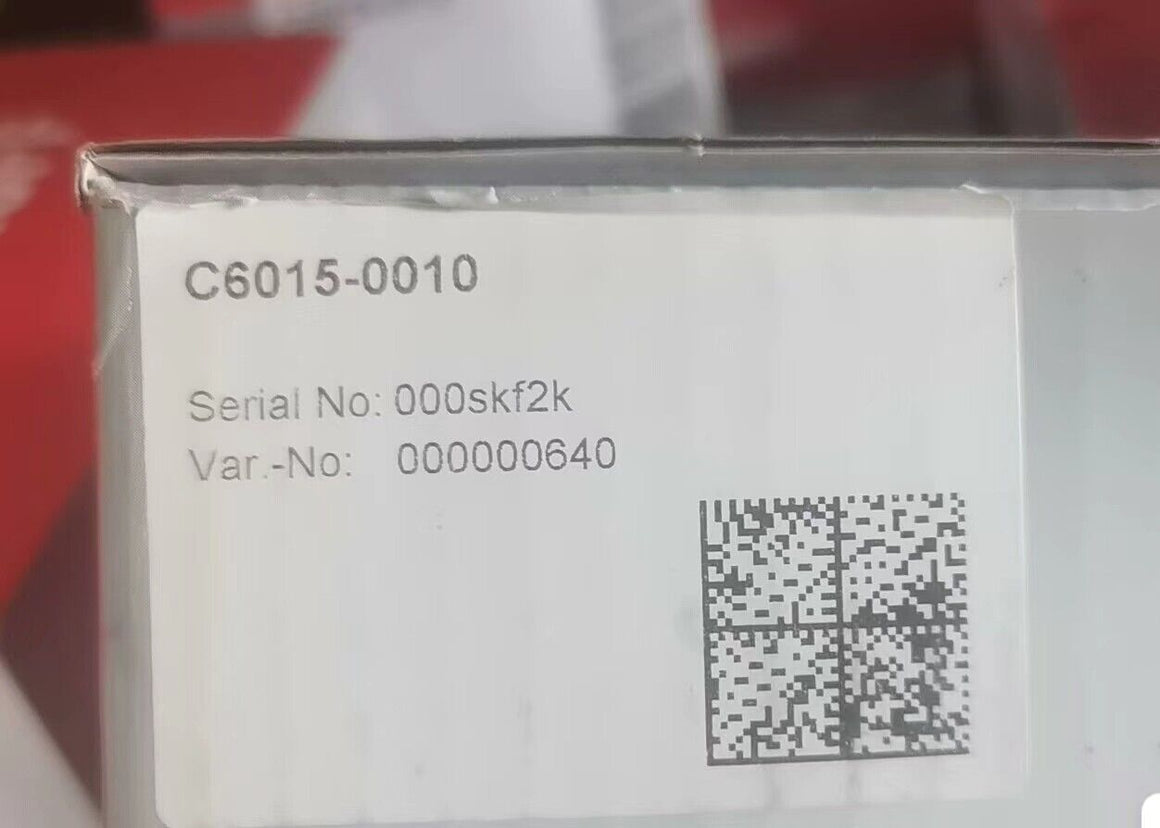 C6015-0010
Serial No: 000skf2k
Var.-No: 000000640